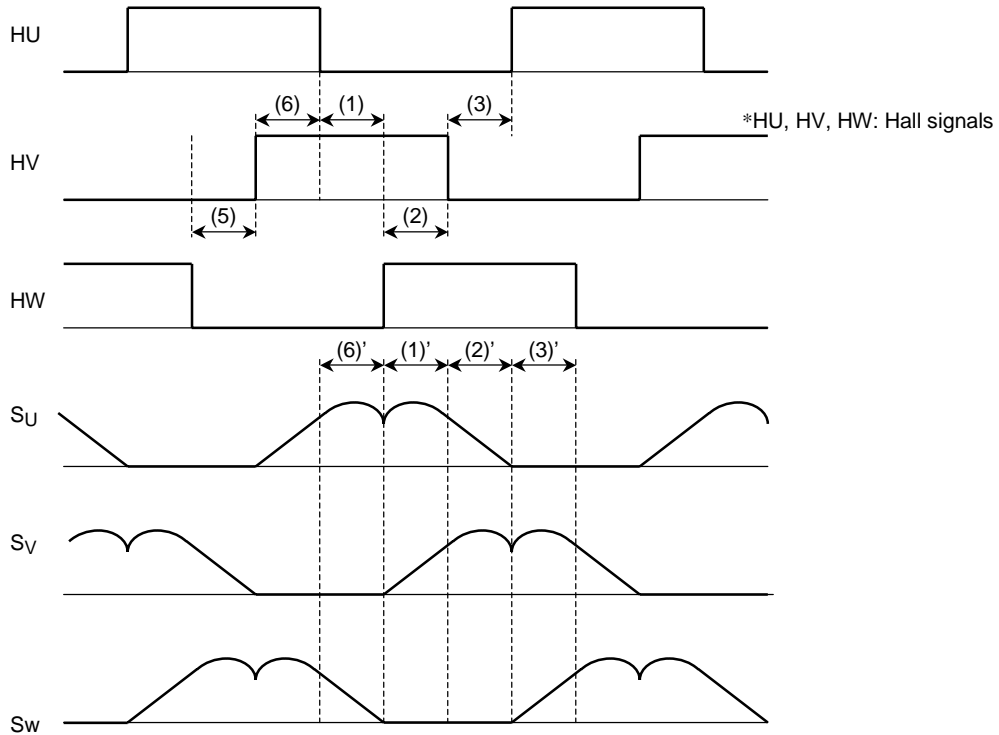 HU
(6) (1) (3)
*HU, HV, HW: Hall signals
HV
(5) (2)
HW
(6)’ (1)’ (2)’ (3)’
SU
SV
Sw